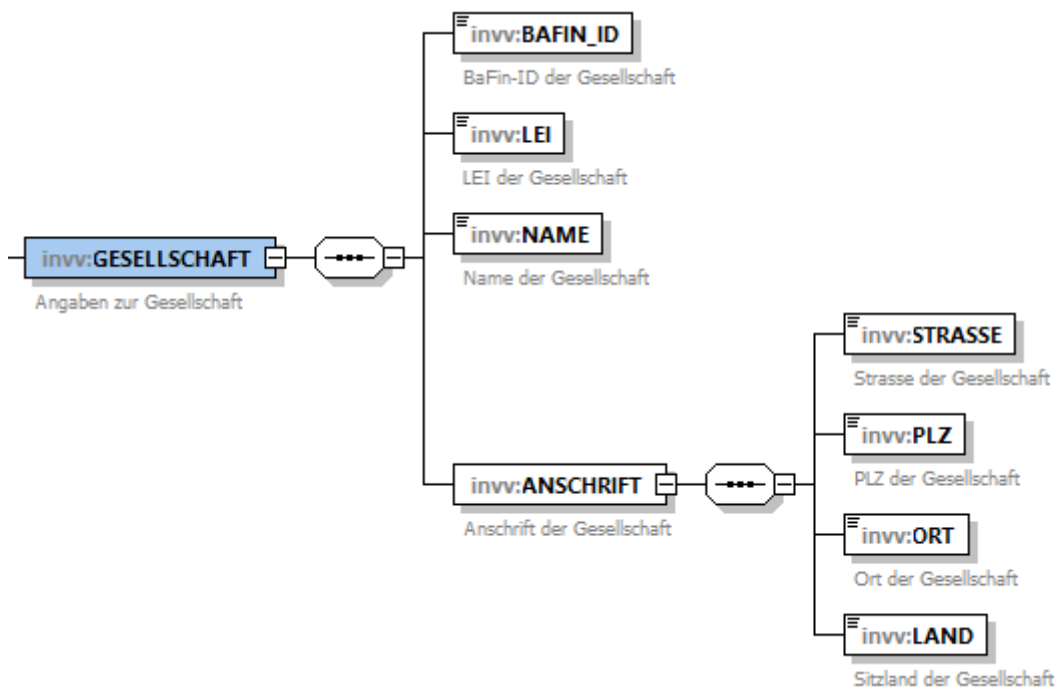 invv:BAFIN_ID
BaFin-ID der Gesellschaft
invv:LEI
LEI der Gesellschaft
invv:NAME
Name der Gesellschaft
invv:GESELLSCHAFT
Angaben zur Gesellschaft
invv:STRASSE
Strasse der Gesellschaft
invv:PLZ
PLZ der Gesellschaft
invv:ANSCHRIFT
Anschrift der Gesellschaft
invv:ORT
Ort der Gesellschaft
invv:LAND
Sitzland der Gesellschaft